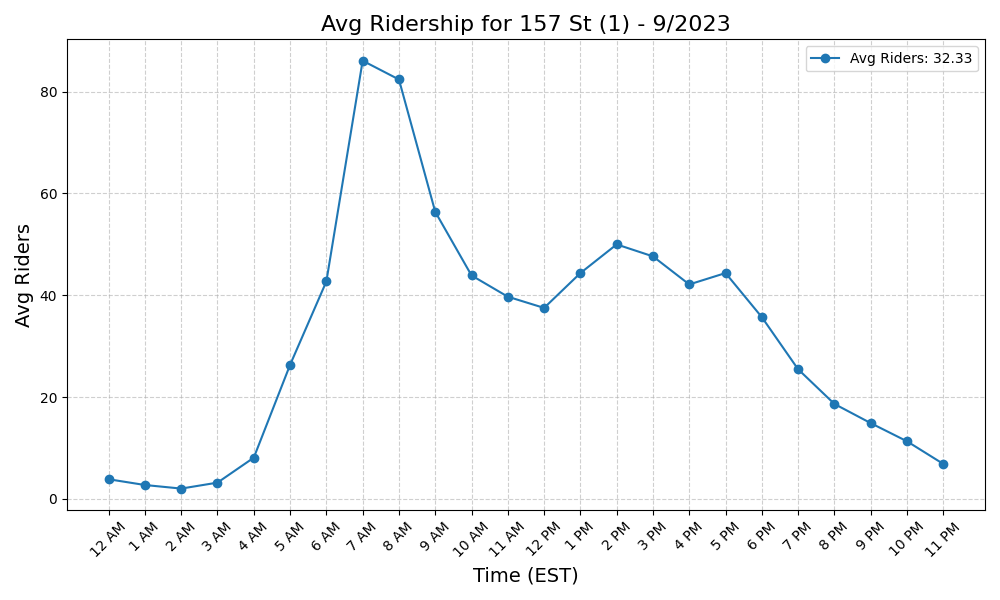 Avg Ridership for 157 St (1) - 9/2023
Avg Riders: 32.33
Avg Riders
80
60
40
20
0
12 AM
1 AM
2 AM
3 AM
4 AM
5 AM
6 AM
7 AM
8 AM
9 AM
10 AM
11 AM
12 PM
1 PM
2 PM
3 PM
4 PM
5 PM
6 PM
7 PM
8 PM
9 PM
10 PM
11 PM
Time (EST)